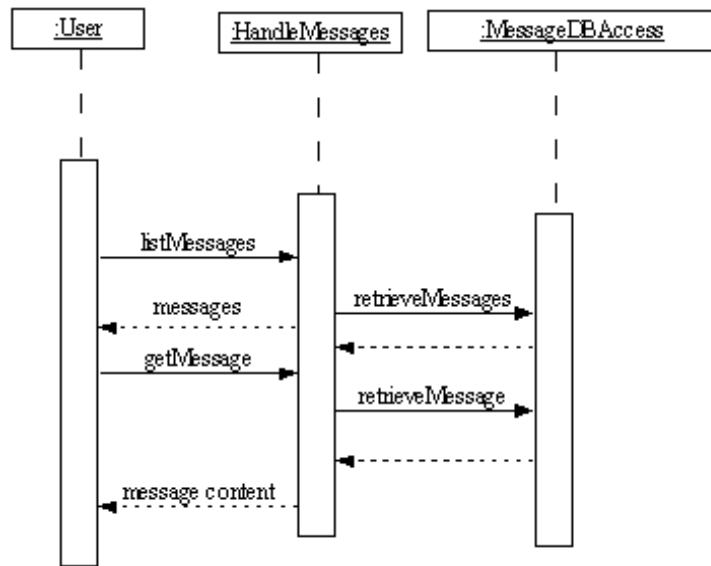 :User
:HandleMessages
:MessageDBAccess
listMessages
messages
retrieveMessages
getMessage
retrieveMessage
message content